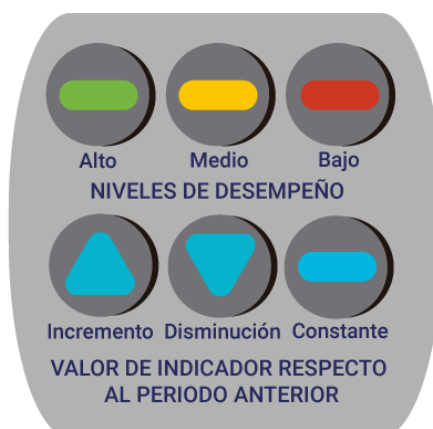 Alto Medio Bajo
NIVELES DE DESEMPEÑO
Incremento Disminución Constante
VALOR DE INDICADOR RESPECTO
AL PERIODO ANTERIOR